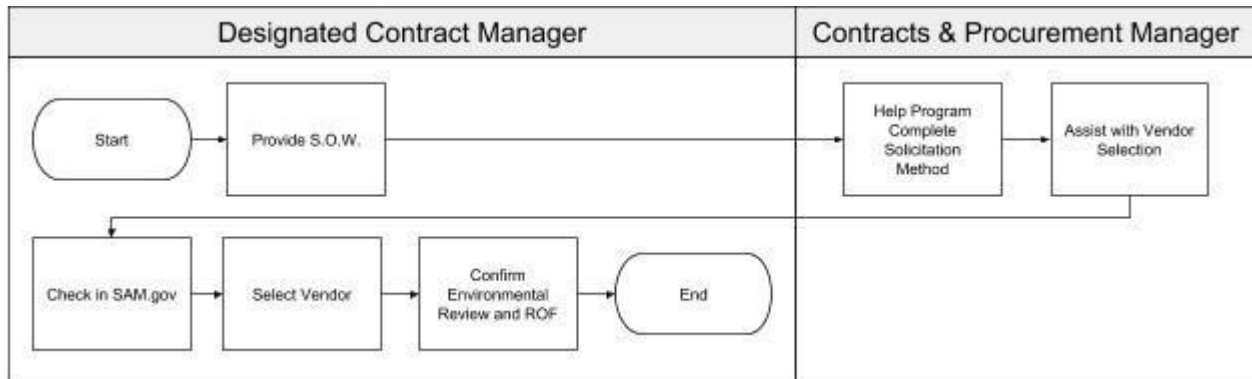 Designated Contract Manager
Contracts & Procurement Manager
Start
Provide S.O.W.
Help Program
Complete
Solicitation
Method
Assist with Vendor
Selection
Check in SAM.gov
Select Vendor
Confirm
Environmental
Review and ROF
End